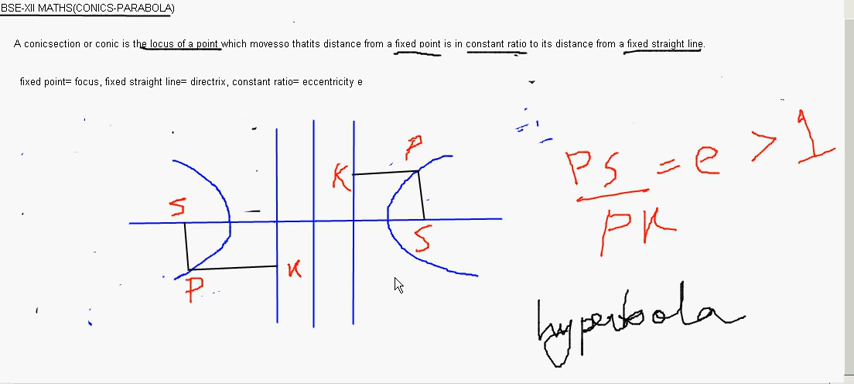 BSE-XII MATHS(CONICS-PARABOLA)
A conicsection or conic is the locus of a point which movesso thatits distance from a fixed point is in constant ratio to its distance from a fixed straight line.
fixed point= focus, fixed straight line= directrix, constant ratio= eccentricity e
K P
S S
P K
PS = e > 1
PK
hyperbola